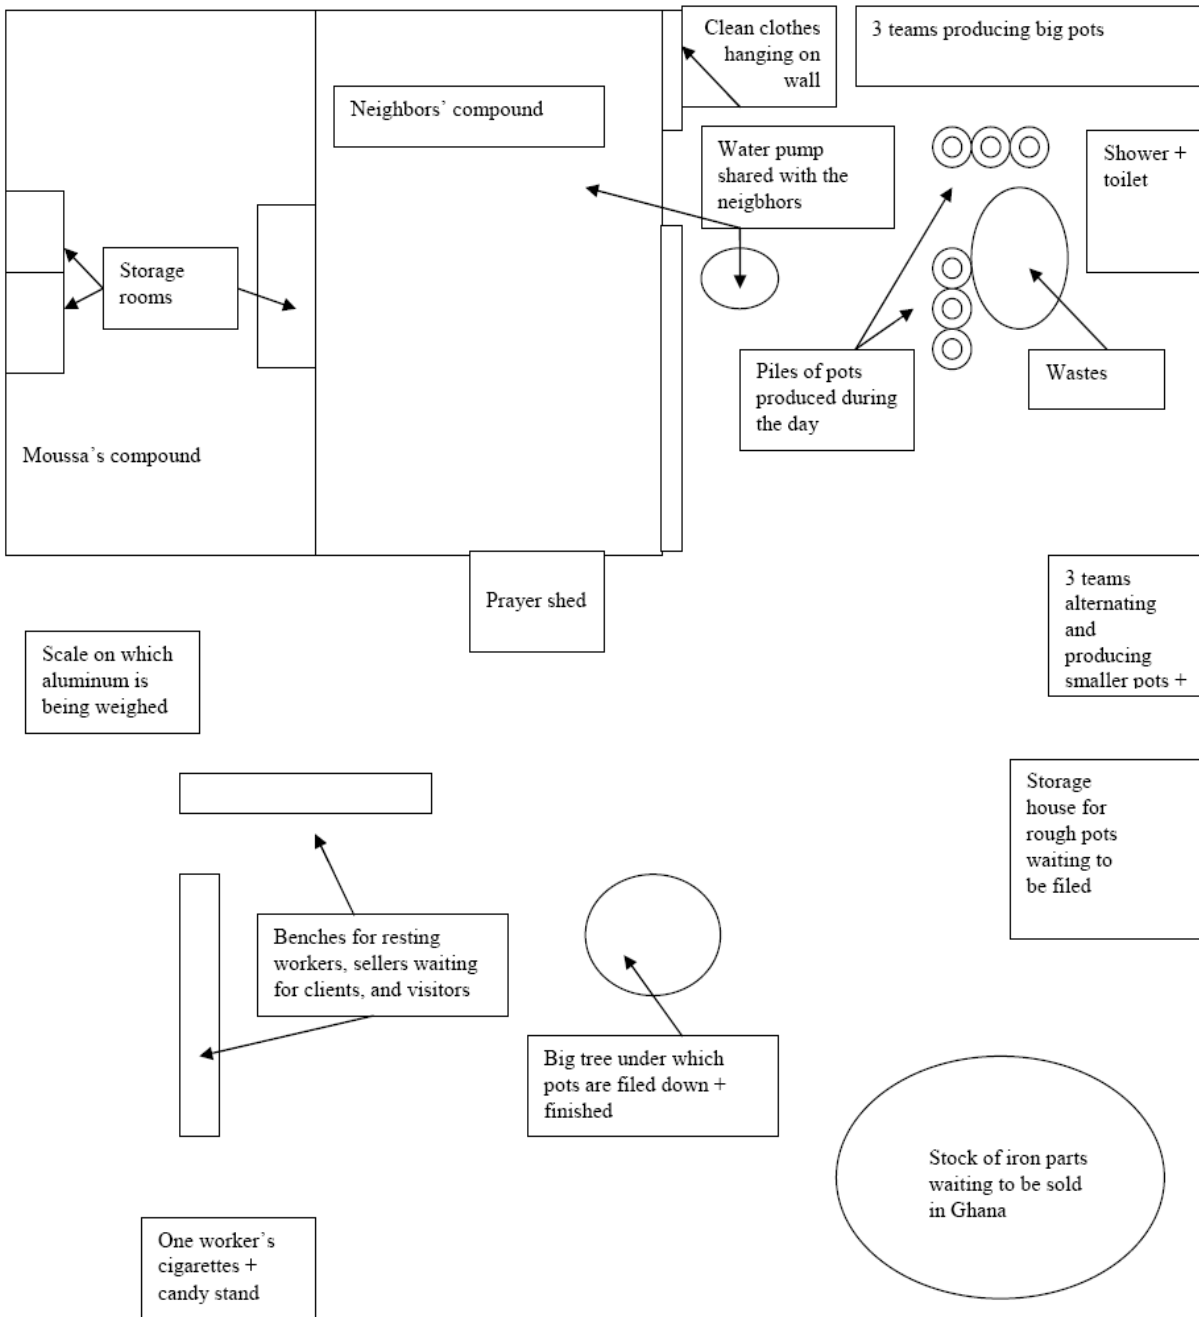 Clean clothes
hanging on
wall
3 teams producing big pots
Neighbors’ compound
Water pump
shared with the
neigbhors
Shower +
toilet
Storage
rooms
Piles of pots
produced during
the day
Wastes
Moussa’s compound
Prayer shed
3 teams
alternating
and
producing
smaller pots +
Scale on which
aluminum is
being weighed
Storage
house for
rough pots
waiting to
be filed
Benches for resting
workers, sellers waiting
for clients, and visitors
Big tree under which
pots are filed down +
finished
Stock of iron parts
waiting to be sold
in Ghana
One worker’s
cigarettes +
candy stand